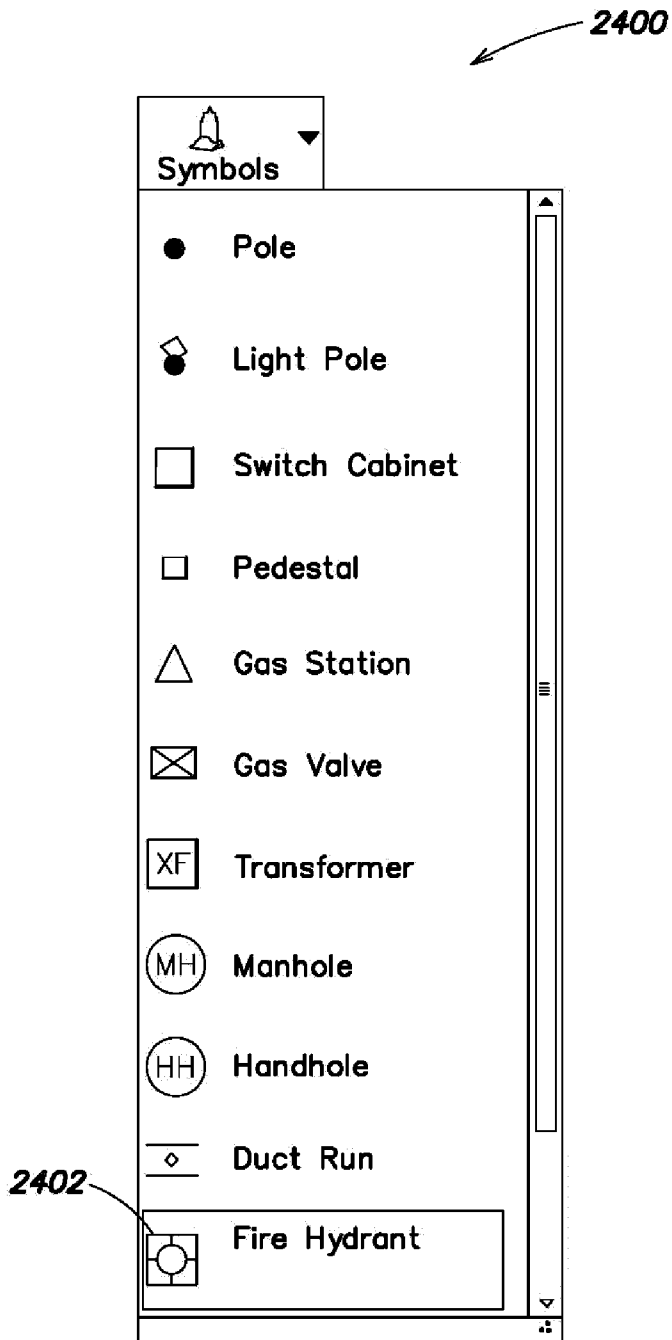 2400
Symbols
Pole
Light Pole
Switch Cabinet
Pedestal
Gas Station
Gas Valve
XF Transformer
MH Manhole
HH Handhole
Duct Run
2402
Fire Hydrant